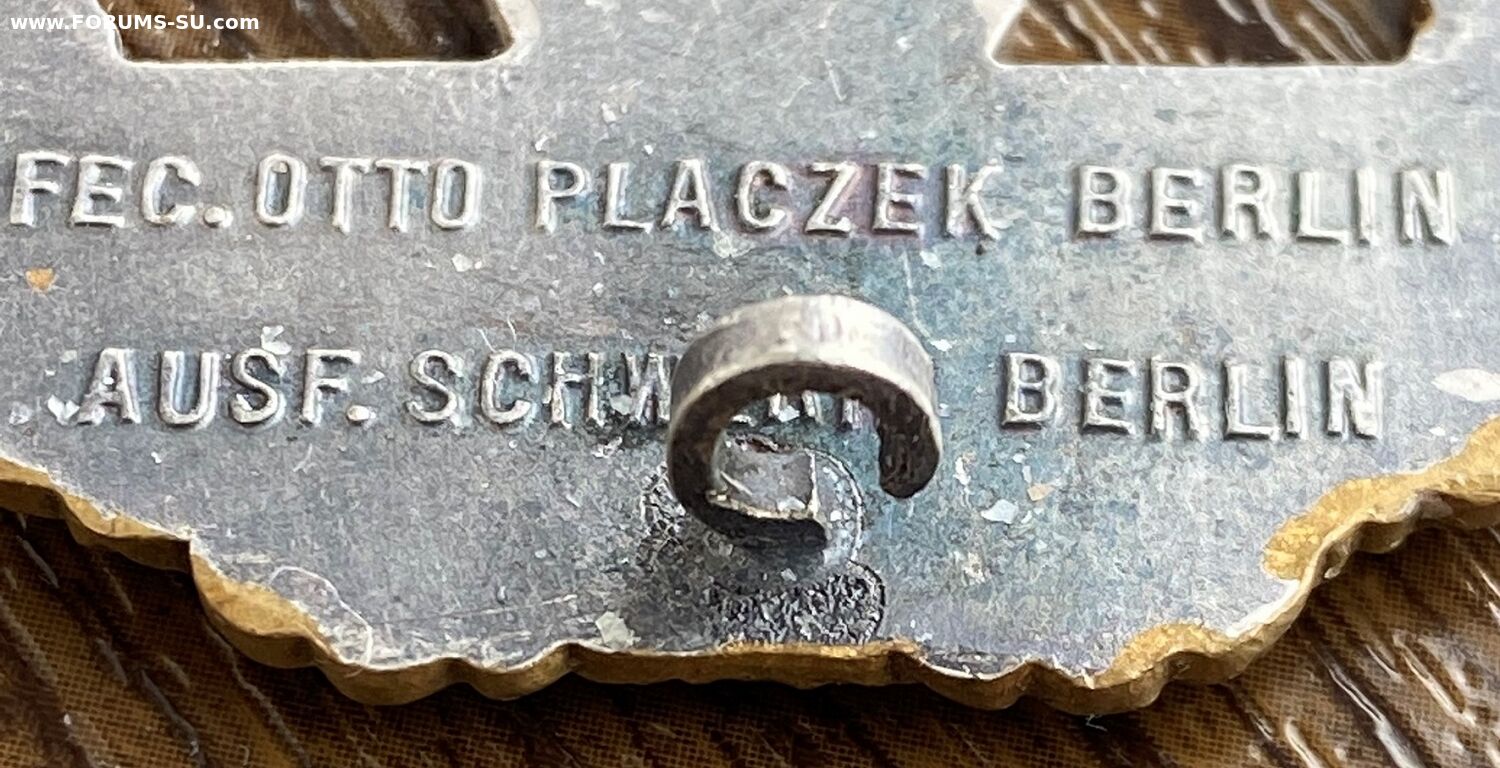 www.FORUMS-SU.com
FEC. OTTO PLACZEK BERLIN
AUSF. BERLIN